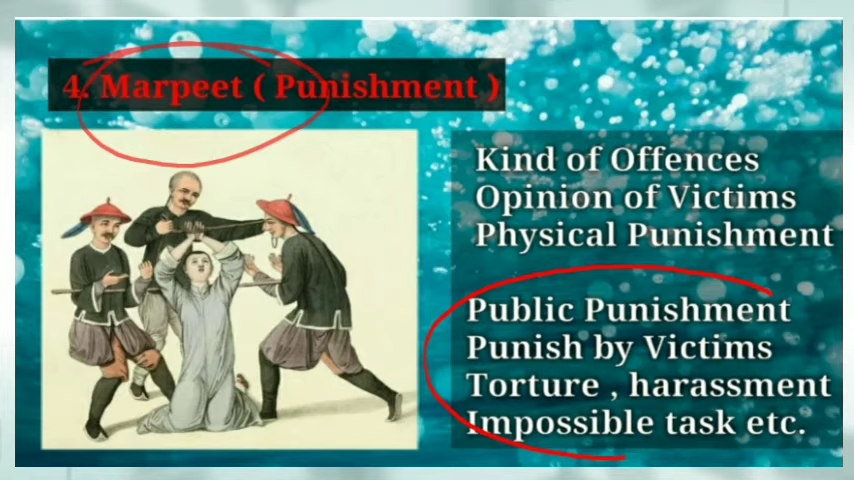 4. Marpeet ( Punishment )
Kind of Offences
Opinion of Victims
Physical Punishment
Public Punishment
Punish by Victims
Torture , harassment
Impossible task etc.